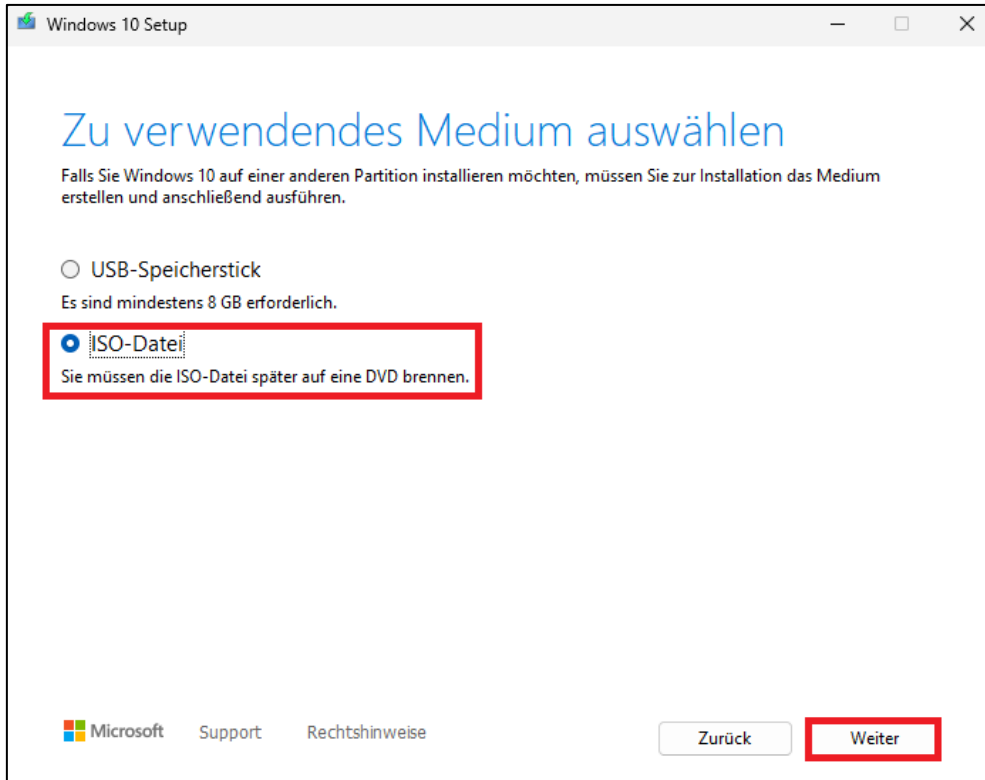 Windows 10 Setup
Zu verwendendes Medium auswählen
Falls Sie Windows 10 auf einer anderen Partition installieren möchten, müssen Sie zur Installation das Medium
erstellen und anschließend ausführen.
USB-Speicherstick
Es sind mindestens 8 GB erforderlich.
ISO-Datei
Sie müssen die ISO-Datei später auf eine DVD brennen.
Microsoft Support Rechtshinweise Zurück Weiter